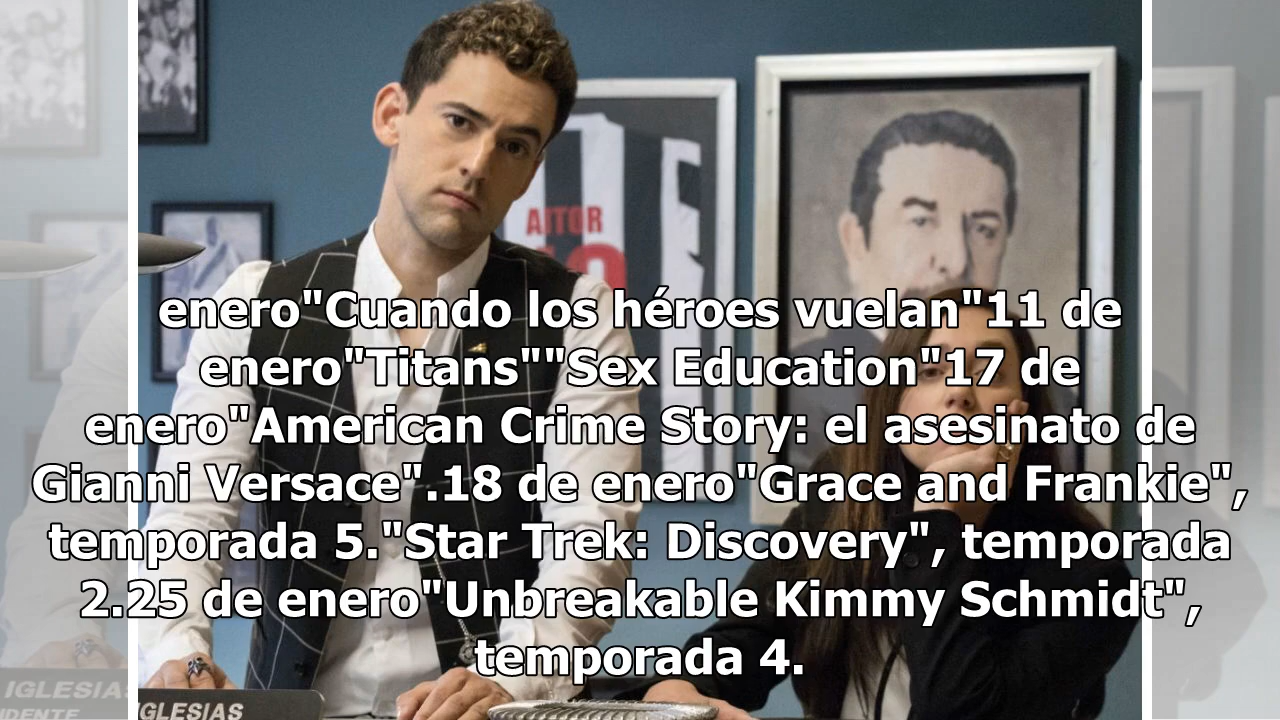 AITOR
10
enero"Cuando los héroes vuelan"11 de
enero"Titans""Sex Education"17 de
enero"American Crime Story: el asesinato de
Gianni Versace".18 de enero"Grace and Frankie",
temporada 5."Star Trek: Discovery", temporada
2.25 de enero"Unbreakable Kimmy Schmidt",
temporada 4.
IGLESIAS
IDENTE
IGLESIAS